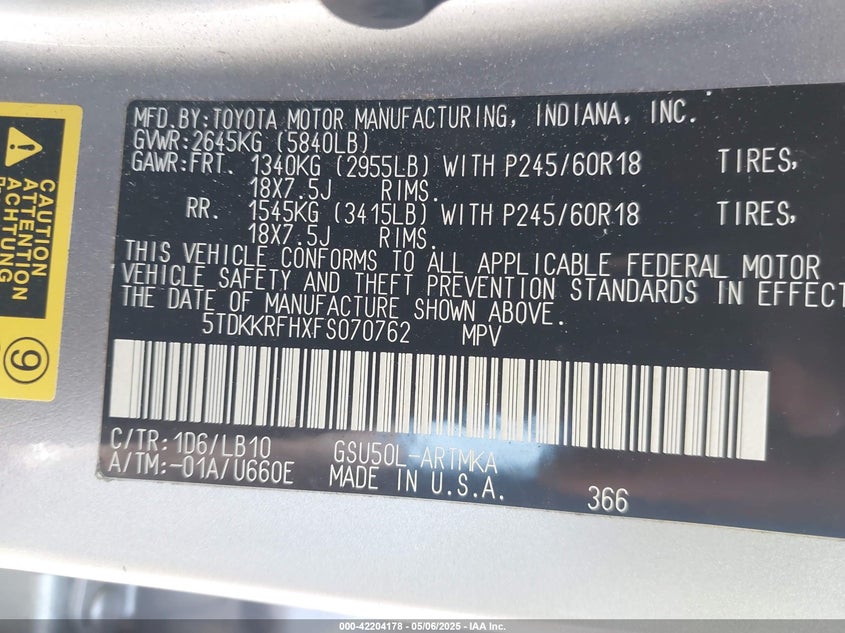 MFD.BY:TOYOTA MOTOR MANUFACTURING, INDIANA, INC.
GVWR:2645KG (5840LB)
GAWR:FRT. 1340KG (2955LB) WITH P245/60R18 TIRES,
18X7.5J RIMS.
RR. 1545KG (3415LB) WITH P245/60R18 TIRES,
18X7.5J RIMS.
THIS VEHICLE CONFORMS TO ALL APPLICABLE FEDERAL MOTOR
VEHICLE SAFETY AND THEFT PREVENTION STANDARDS IN EFFECT
THE DATE OF MANUFACTURE SHOWN ABOVE.
5TDKKRFHXFS070762 MPV
C/TR:1D6/LB10 GSU50L-ARTMKA
A/TM:-01A/U660E MADE IN U.S.A.
366
CAUTION
ATTENTION
ACHTUNG
9
000-42204178 - 05/06/2025 - IAA Inc.